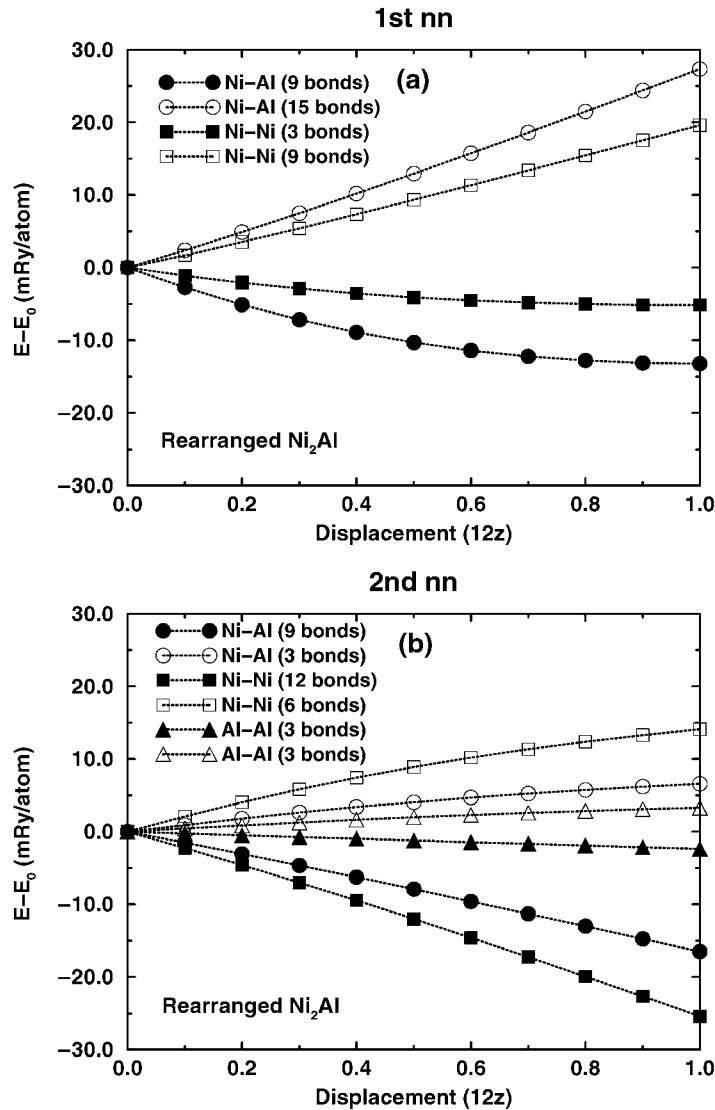 1st nn
30.0
20.0
10.0
0.0
−10.0
−20.0
−30.0
E−E₀ (mRy/atom)
Ni−Al (9 bonds)
Ni−Al (15 bonds)
Ni−Ni (3 bonds)
Ni−Ni (9 bonds)
(a)
Rearranged Ni₂Al
0.0 0.2 0.4 0.6 0.8 1.0
Displacement (12z)
2nd nn
30.0
20.0
10.0
0.0
−10.0
−20.0
−30.0
E−E₀ (mRy/atom)
Ni−Al (9 bonds)
Ni−Al (3 bonds)
Ni−Ni (12 bonds)
Ni−Ni (6 bonds)
Al−Al (3 bonds)
Al−Al (3 bonds)
(b)
Rearranged Ni₂Al
0.0 0.2 0.4 0.6 0.8 1.0
Displacement (12z)